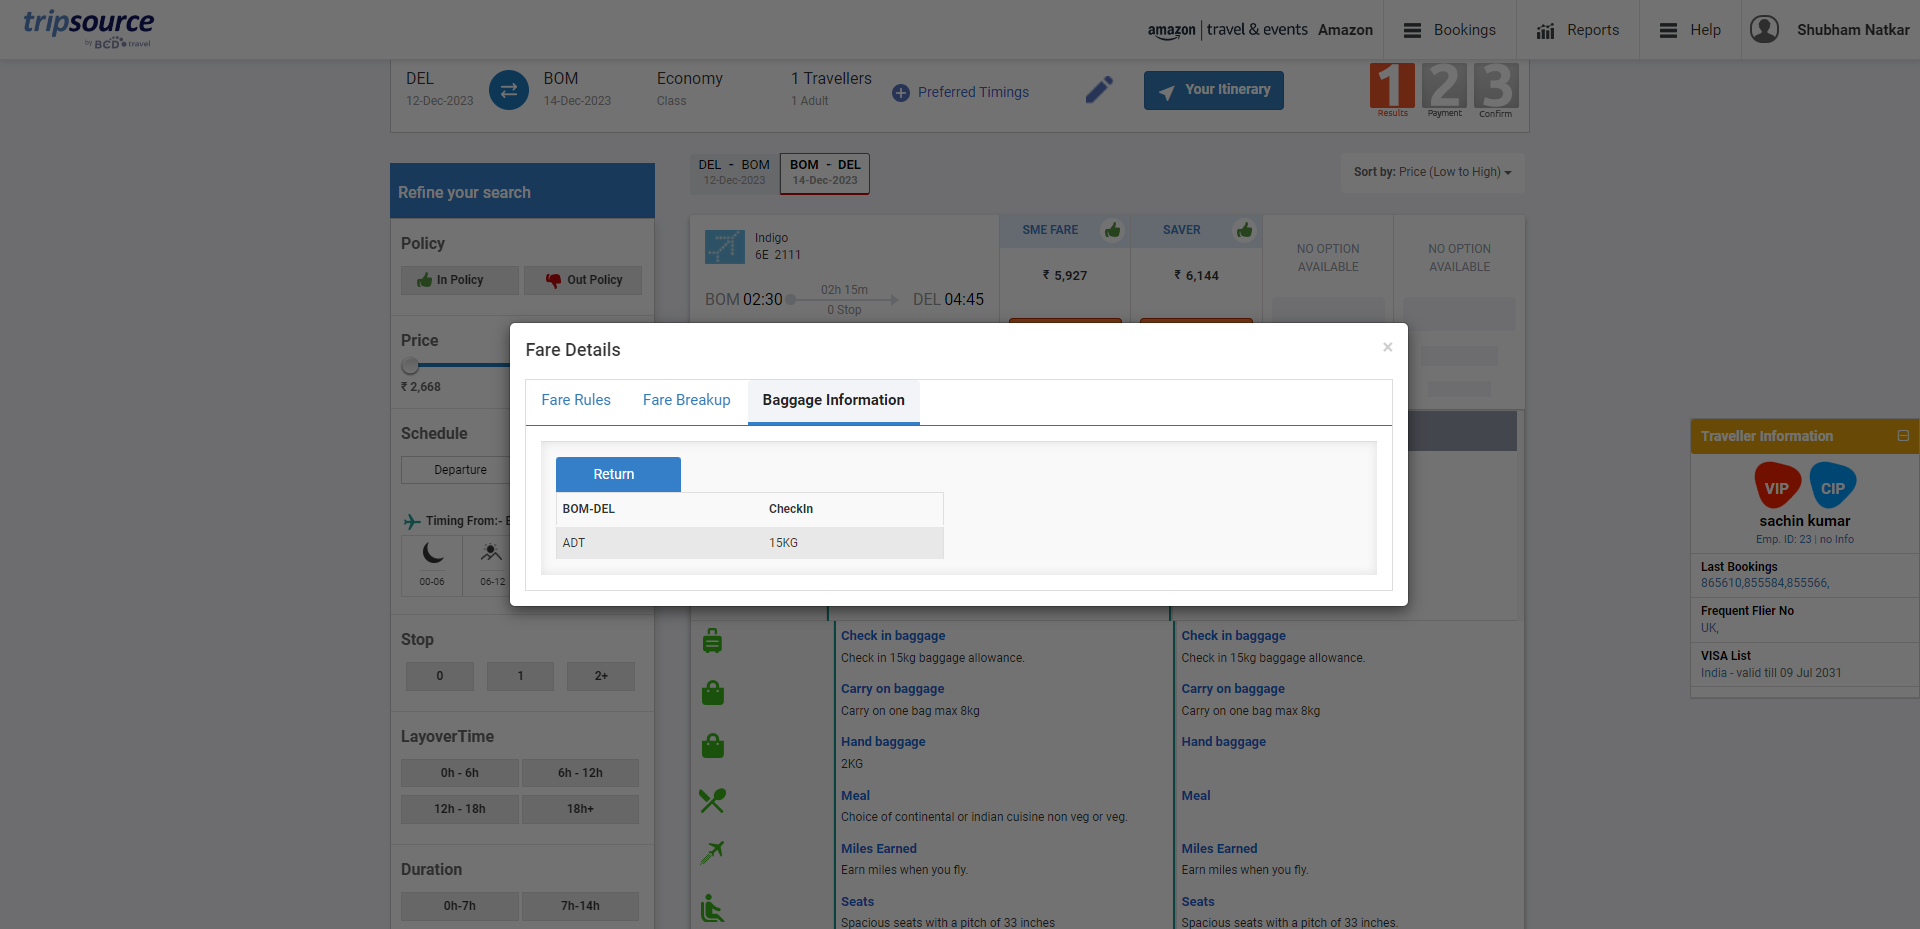 tripsource
by BCD travel
amazon travel & events Amazon
Bookings
Reports
Help
Shubham Natkar
DEL
12-Dec-2023
BOM
14-Dec-2023
Economy
Class
1 Travellers
1 Adult
Preferred Timings
Your Itinerary
1 2 3
Results Payment Confirm
Refine your search
Policy
In Policy
Out Policy
Price
₹ 2,668
Schedule
Departure
Timing From:-
00-06
06-12
Stop
0
1
2+
LayoverTime
0h - 6h
6h - 12h
12h - 18h
18h+
Duration
0h-7h
7h-14h
DEL - BOM
12-Dec-2023
BOM - DEL
14-Dec-2023
Sort by: Price (Low to High)
Indigo
6E 2111
BOM 02:30
02h 15m
0 Stop
DEL 04:45
SME FARE
₹ 5,927
SAVER
₹ 6,144
NO OPTION
AVAILABLE
NO OPTION
AVAILABLE
Fare Details
×
Fare Rules
Fare Breakup
Baggage Information
Return
BOM-DEL CheckIn
ADT 15KG
Check in baggage
Check in 15kg baggage allowance.
Carry on baggage
Carry on one bag max 8kg
Hand baggage
2KG
Meal
Choice of continental or indian cuisine non veg or veg.
Miles Earned
Earn miles when you fly.
Seats
Spacious seats with a pitch of 33 inches
Check in baggage
Check in 15kg baggage allowance.
Carry on baggage
Carry on one bag max 8kg
Hand baggage
Meal
Miles Earned
Earn miles when you fly.
Seats
Spacious seats with a pitch of 33 inches.
Traveller Information
VIP
CIP
sachin kumar
Emp. ID: 23 | no Info
Last Bookings
865610,855584,855566,
Frequent Flier No
UK,
VISA List
India - valid till 09 Jul 2031